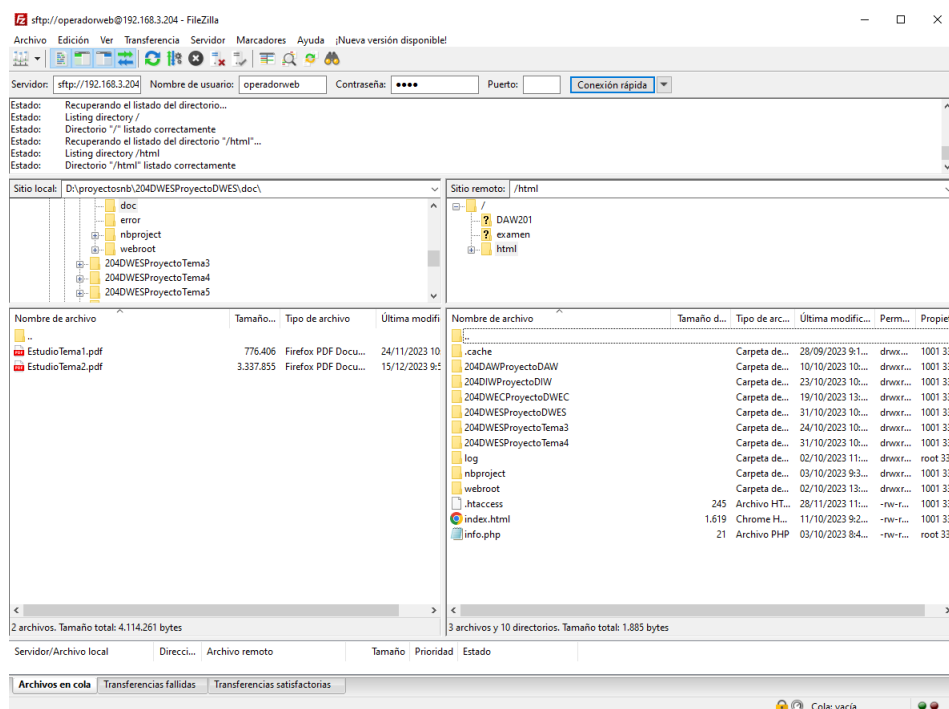 sftp://operadorweb@192.168.3.204 - FileZilla
Archivo Edición Ver Transferencia Servidor Marcadores Ayuda ¡Nueva versión disponible!
Servidor: sftp://192.168.3.204 Nombre de usuario: operadorweb Contraseña: ●●●● Puerto: Conexión rápida
Estado: Recuperando el listado del directorio...
Estado: Listing directory /
Estado: Directorio "/" listado correctamente
Estado: Recuperando el listado del directorio "/html"...
Estado: Listing directory /html
Estado: Directorio "/html" listado correctamente
Sitio local: D:\proyectosnb\204DWESProyectoDWES\doc\
doc
error
nbproject
webroot
204DWESProyectoTema3
204DWESProyectoTema4
204DWESProyectoTema5
Sitio remoto: /html
/
DAW201
examen
html
Nombre de archivo Tamaño... Tipo de archivo Última modifi
..
EstudioTema1.pdf 776.406 Firefox PDF Docu... 24/11/2023 10:
EstudioTema2.pdf 3.337.855 Firefox PDF Docu... 15/12/2023 9:5
2 archivos. Tamaño total: 4.114.261 bytes
Nombre de archivo Tamaño d... Tipo de arc... Última modific... Perm... Propiet
..
.cache Carpeta de... 28/09/2023 9:1... drwx... 1001 33
204DAWProyectoDAW Carpeta de... 10/10/2023 10:... drwxr... 1001 33
204DIWProyectoDIW Carpeta de... 23/10/2023 10:... drwxr... 1001 33
204DWECProyectoDWEC Carpeta de... 19/10/2023 13:... drwxr... 1001 33
204DWESProyectoDWES Carpeta de... 31/10/2023 10:... drwxr... 1001 33
204DWESProyectoTema3 Carpeta de... 24/10/2023 10:... drwxr... 1001 33
204DWESProyectoTema4 Carpeta de... 31/10/2023 10:... drwxr... 1001 33
log Carpeta de... 02/10/2023 11:... drwxr... root 33
nbproject Carpeta de... 03/10/2023 9:3... drwxr... 1001 33
webroot Carpeta de... 02/10/2023 13:... drwxr... 1001 33
.htaccess 245 Archivo HT... 28/11/2023 11:... -rw-r... 1001 33
index.html 1.619 Chrome H... 11/10/2023 9:2... -rw-r... 1001 33
info.php 21 Archivo PHP 03/10/2023 8:4... -rw-r... root 33
3 archivos y 10 directorios. Tamaño total: 1.885 bytes
Servidor/Archivo local Direcci... Archivo remoto Tamaño Prioridad Estado
Archivos en cola Transferencias fallidas Transferencias satisfactorias
Cola: vacía